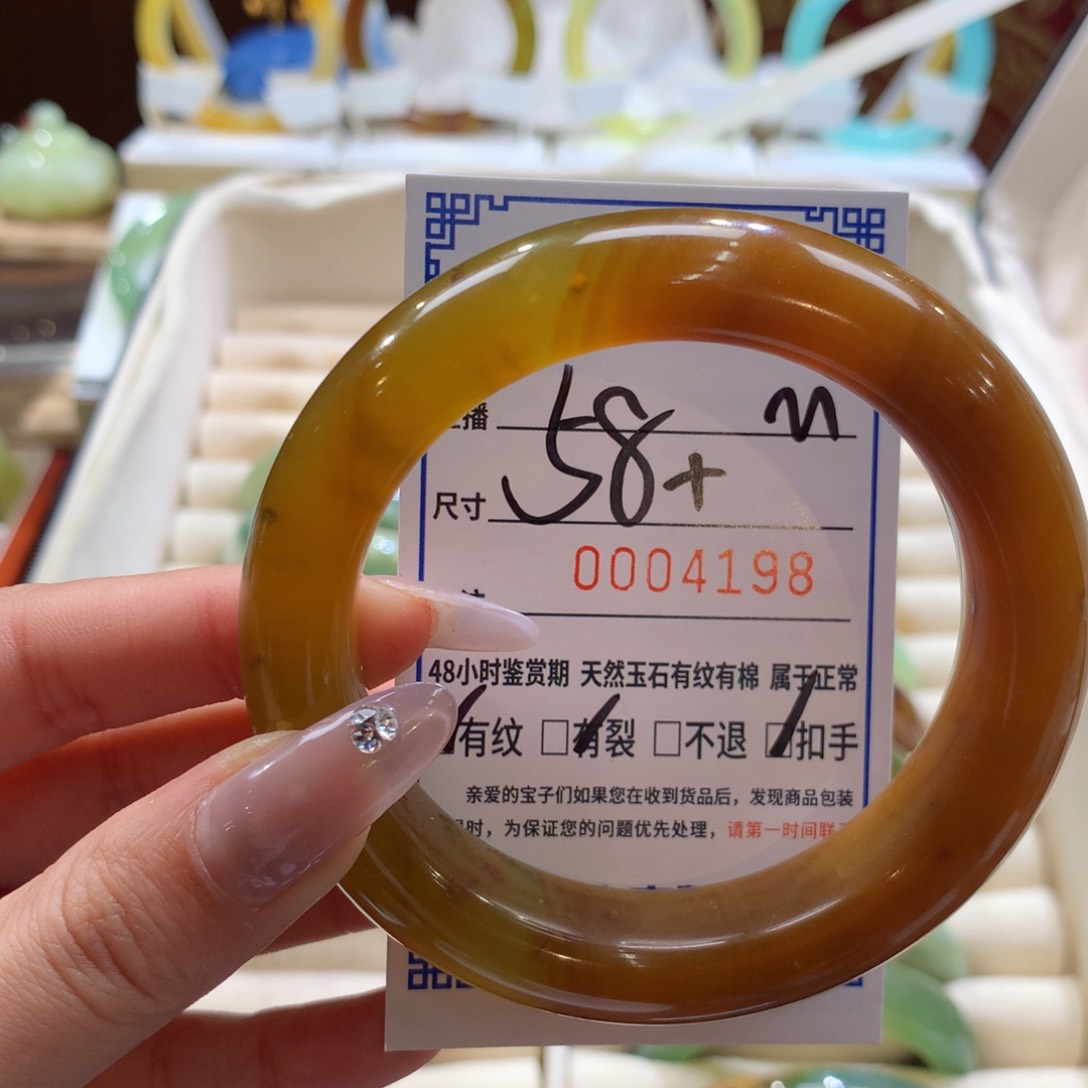 播 m
尺寸 58+
0004198
48小时鉴赏期 天然玉石有纹有棉 属于正常
有纹 □有裂 □不退 □扣手
亲爱的宝子们如果您在收到货品后，发现商品包装
时，为保证您的问题优先处理，请第一时间联